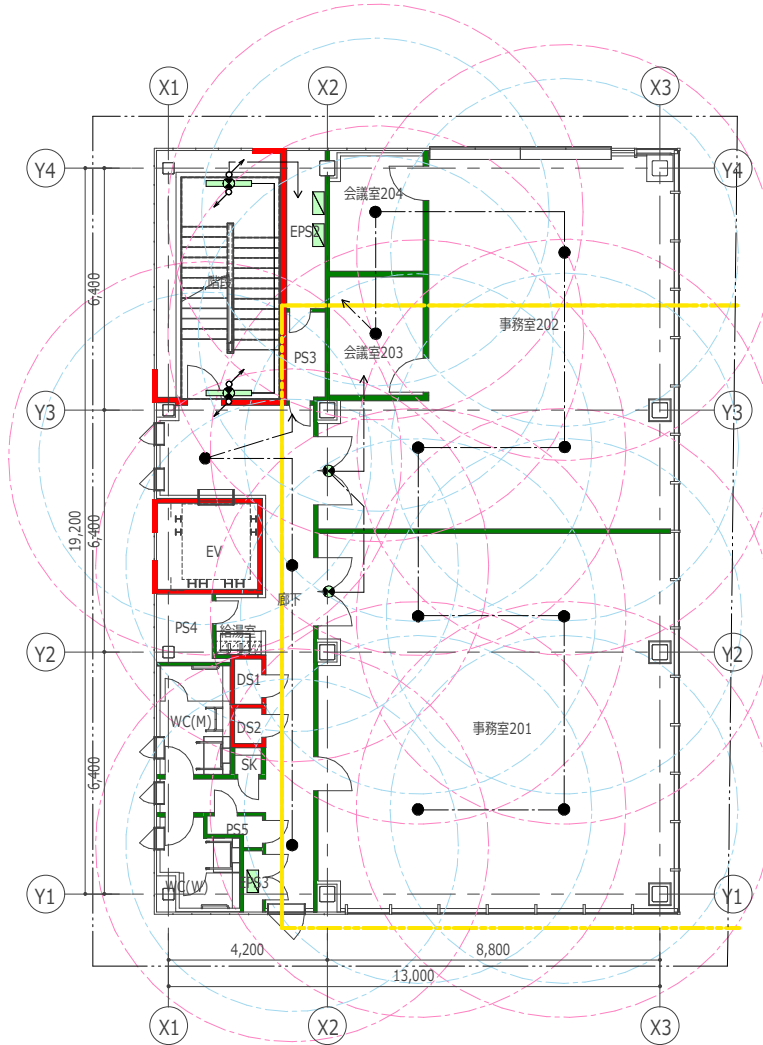 X1
X2
X3
Y4
Y4
会議室204
EPS2
階段
6,400
事務室202
PS3
会議室203
Y3
Y3
19,200
6,400
EV
廊下
PS4
給湯室
Y2
Y2
DS1
WC(M)
DS2
事務室201
SK
6,400
PS5
WC(W)
EPS3
Y1
Y1
4,200
8,800
13,000
X1
X2
X3